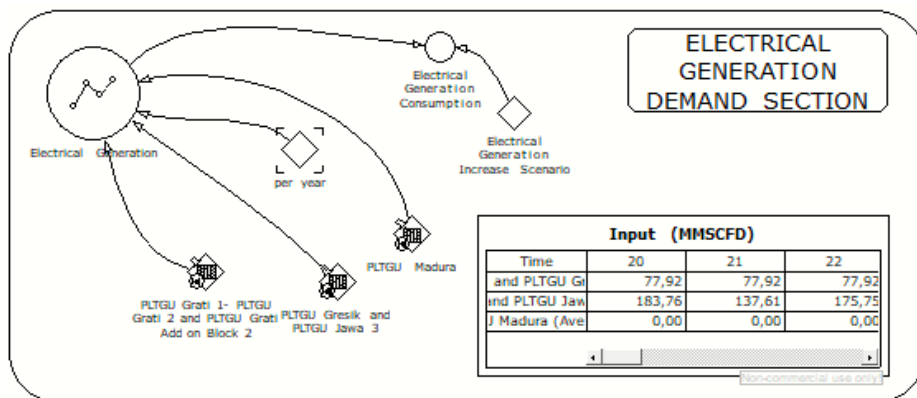 ELECTRICAL
GENERATION
DEMAND SECTION
Electrical
Generation
Consumption
Electrical Generation
Electrical
Generation
Increase Scenario
per year
PLTGU Madura
PLTGU Grati 1- PLTGU
Grati 2 and PLTGU Grati
Add on Block 2
PLTGU Gresik and
PLTGU Jawa 3
Input (MMSCFD)
Time 20 21 22
and PLTGU Gr 77,92 77,92 77,92
and PLTGU Jaw 183,76 137,61 175,75
J Madura (Ave 0,00 0,00 0,00
Non-commercial use only!